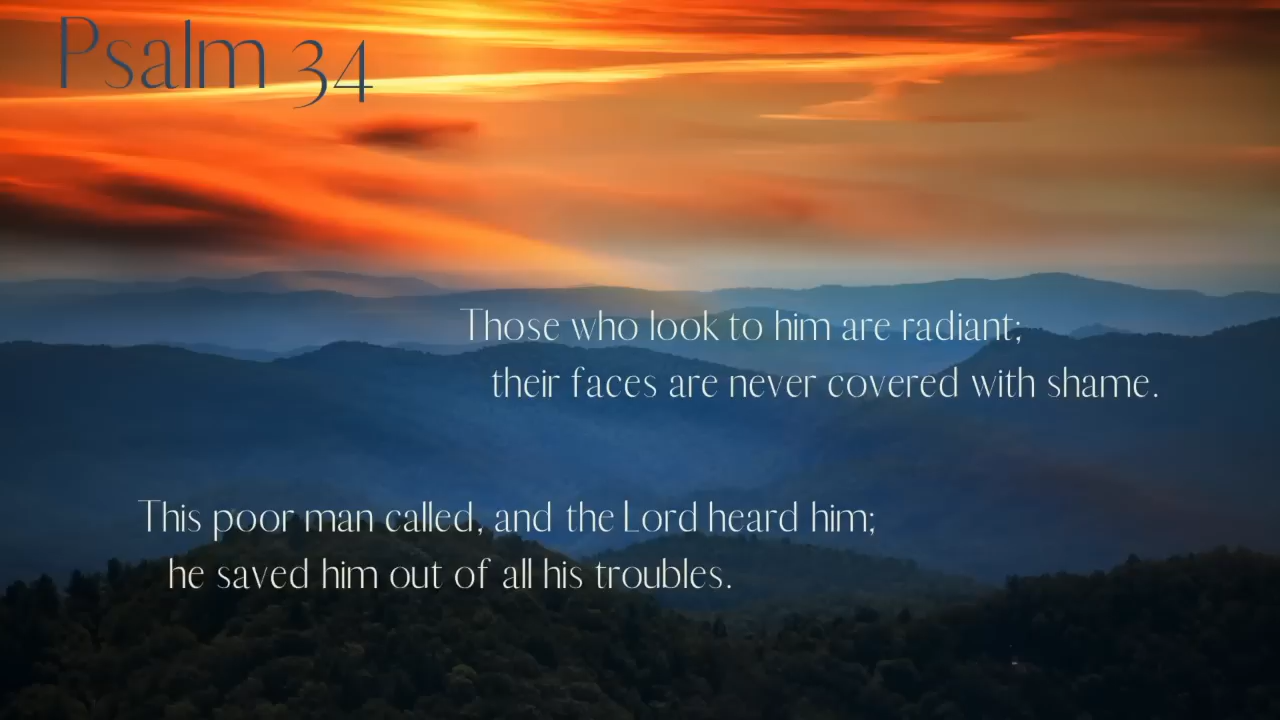 Psalm 34
Those who look to him are radiant;
their faces are never covered with shame.
This poor man called, and the Lord heard him;
he saved him out of all his troubles.